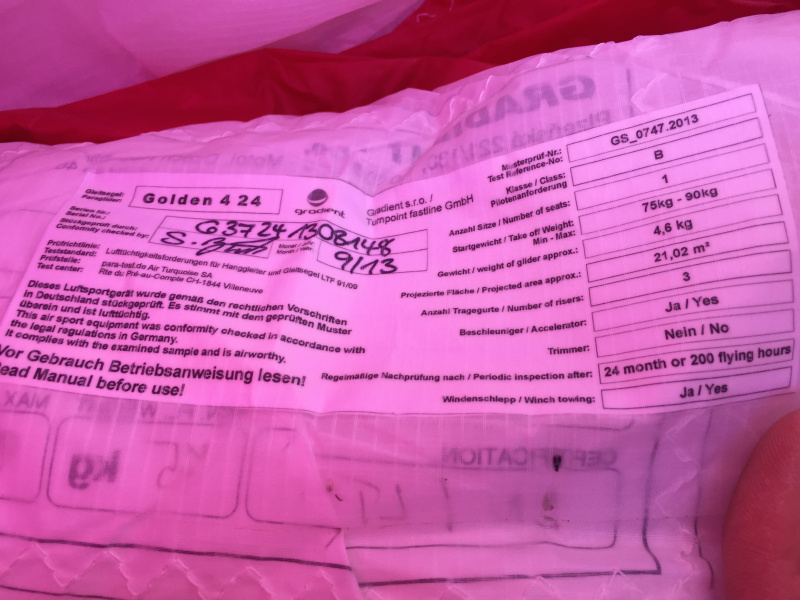 Gleitsegel:
Paraglider:
Golden 4 24
gradient
Gradient s.r.o. /
Turnpoint fastline GmbH
Serien Nr.:
Serial No.:
G37241308148
Stückgeprüft durch:
Conformity checked by:
9/13
Prüfrichtlinie:
Teststandard:
Lufttüchtigkeitsforderungen für Hanggleiter und Gleitsegel LTF 91/09
Prüfstelle:
para-test.de Air Turquoise SA
Test center:
Rte du Pré-au-Comte CH-1844 Villeneuve
Dieses Luftsportgerät wurde gemäß den rechtlichen Vorschriften
in Deutschland stückgeprüft. Es stimmt mit dem geprüften Muster
überein und ist lufttüchtig.
This air sport equipment was conformity checked in accordance with
the legal regulations in Germany.
It complies with the examined sample and is airworthy.
Vor Gebrauch Betriebsanweisung lesen!
Read Manual before use!
Musterprüf-Nr.:
Test Reference-No:
GS_0747.2013
Klasse / Class:
Pilotenanforderung
B
Anzahl Sitze / Number of seats:
1
Startgewicht / Take off Weight:
Min - Max:
75kg - 90kg
Gewicht / weight of glider approx.:
4,6 kg
Projezierte Fläche / Projected area approx.:
21,02 m²
Anzahl Tragegurte / Number of risers:
3
Beschleuniger / Accelerator:
Ja / Yes
Trimmer:
Nein / No
Regelmäßige Nachprüfung nach / Periodic inspection after:
24 month or 200 flying hours
Windenschlepp / Winch towing:
Ja / Yes
CERTIFICATION
kg
MAX